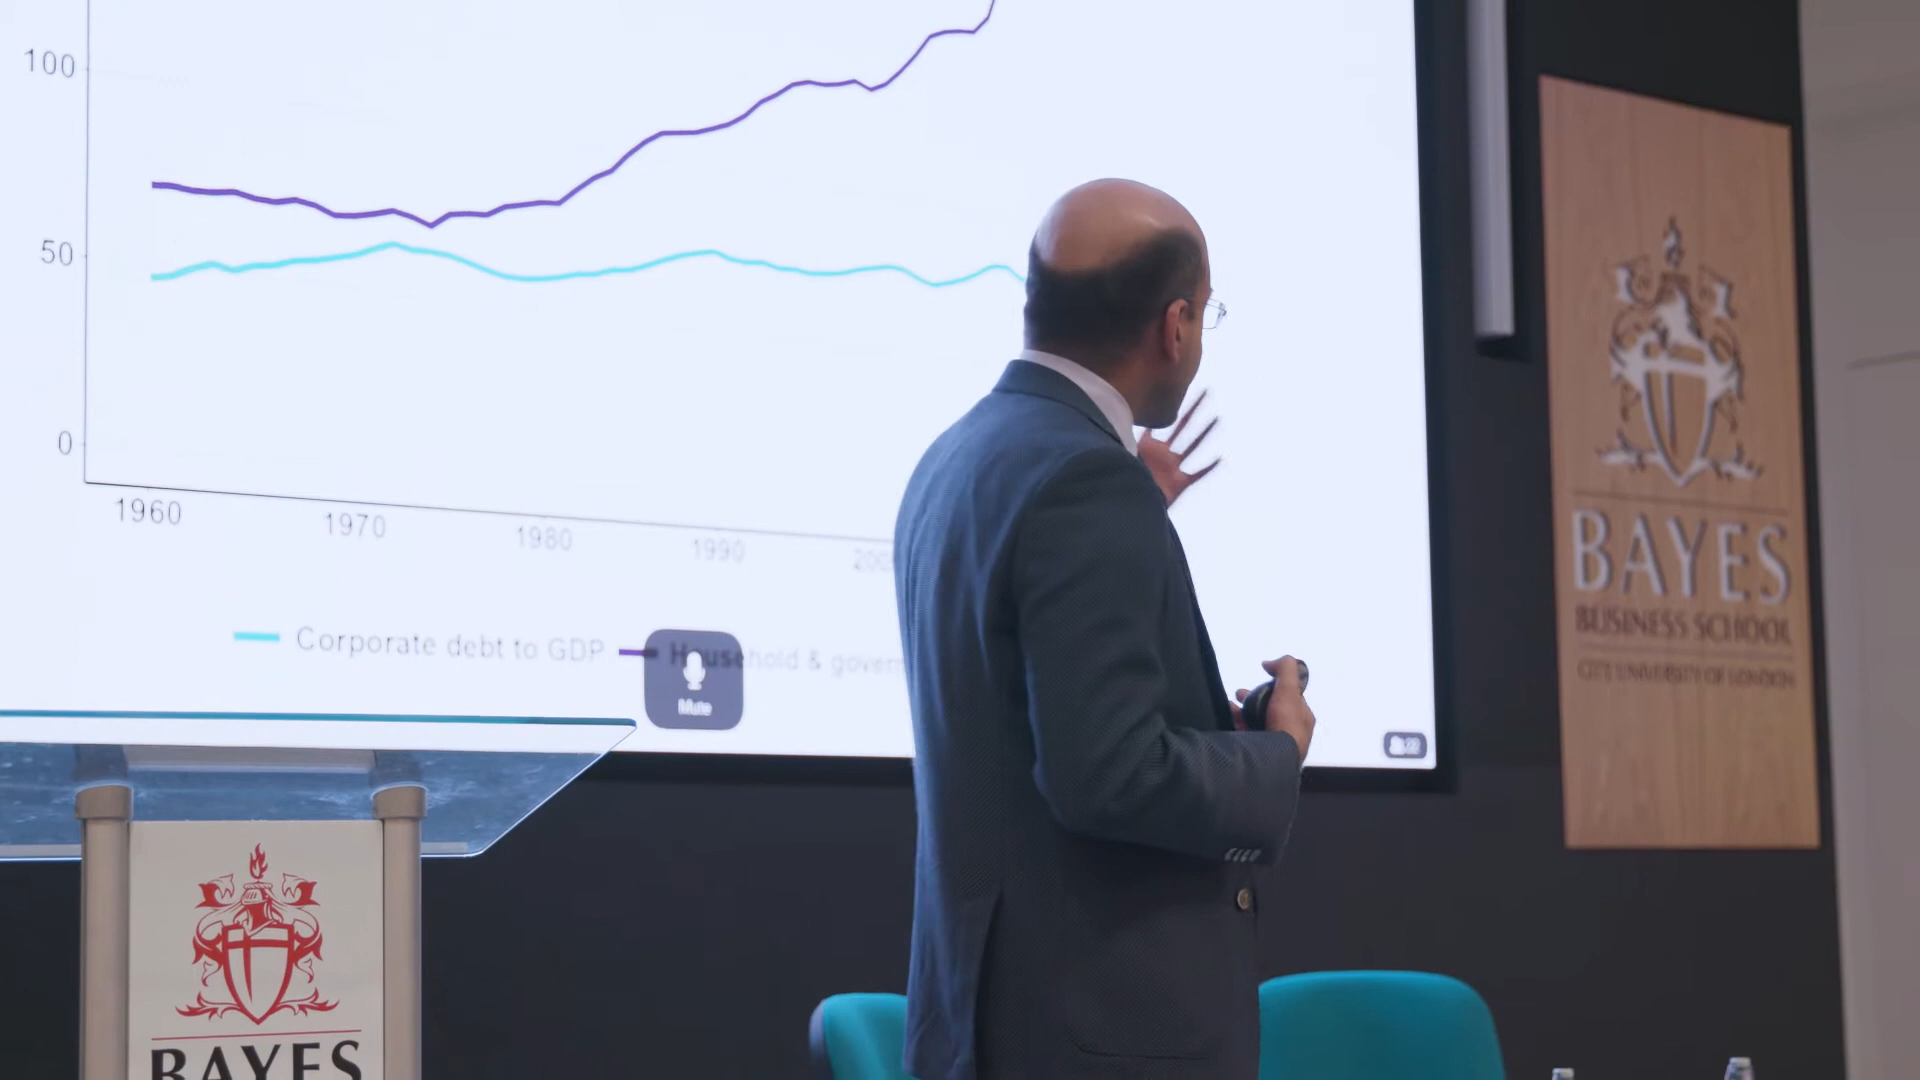 100
50
0
1960
1970
1980
1990
Corporate debt to GDP
Household &
Mute
BAYES
BUSINESS SCHOOL
CITY UNIVERSITY OF LONDON
BAYES